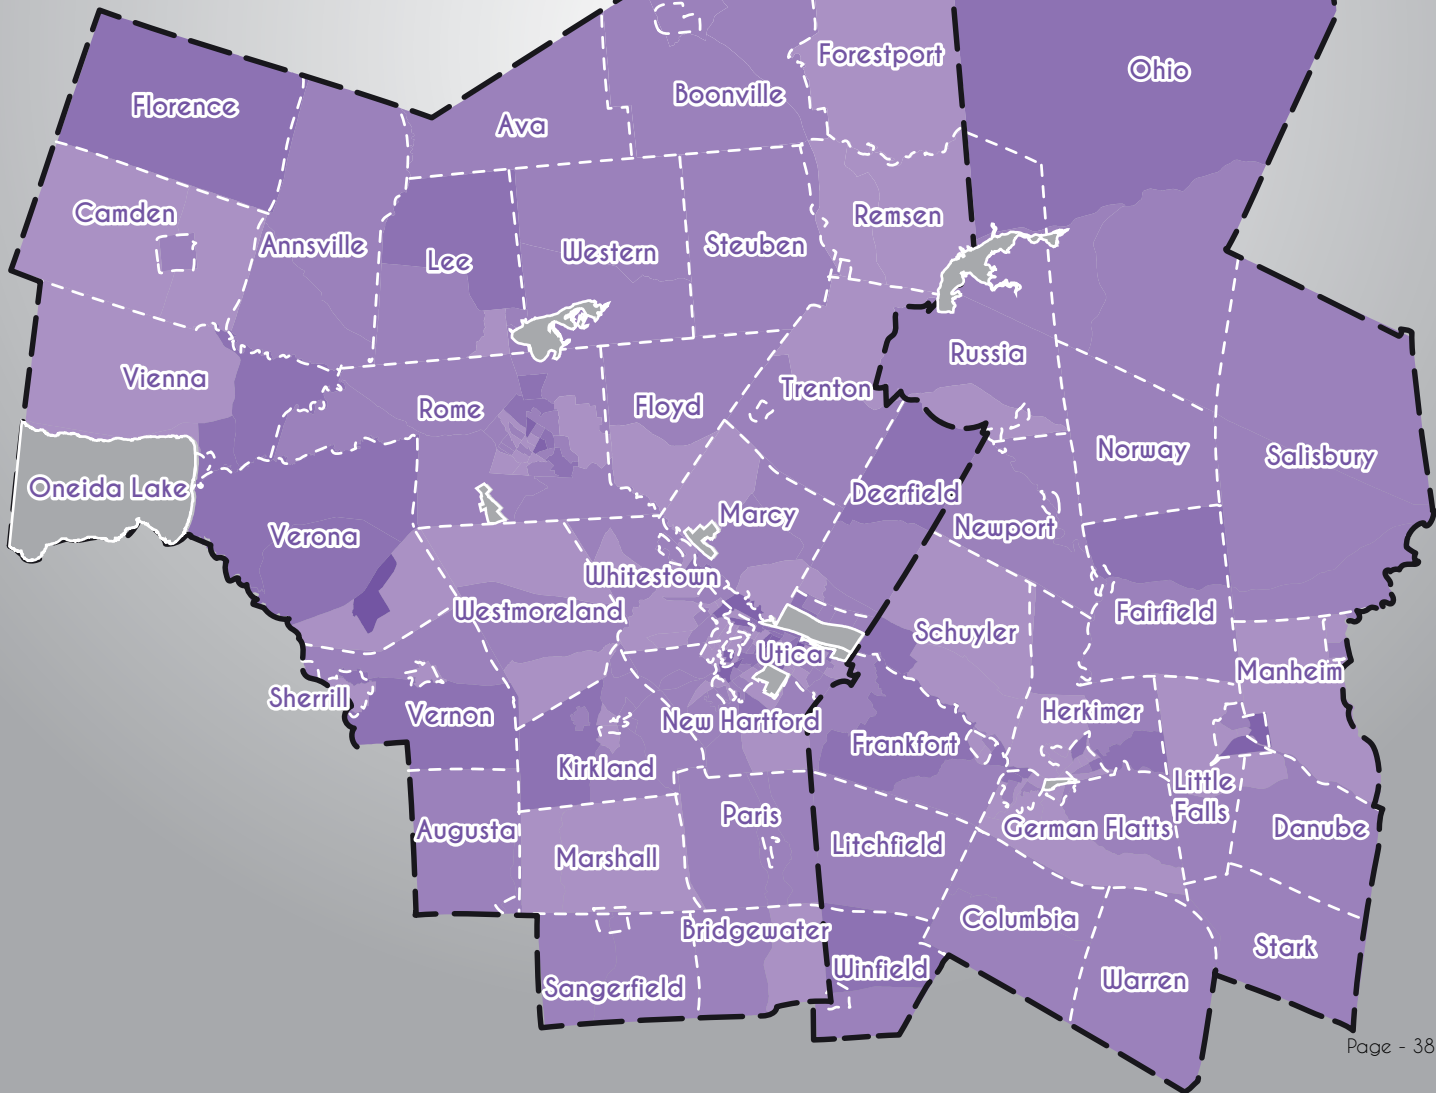 Forestport
Ohio
Boonville
Florence
Ava
Camden
Remsen
Annsville
Steuben
Western
Lee
Russia
Vienna
Trenton
Rome
Floyd
Norway
Salisbury
Oneida Lake
Deerfield
Marcy
Newport
Verona
Whitestown
Westmoreland
Fairfield
Schuyler
Utica
Manheim
Sherrill
Herkimer
Vernon
New Hartford
Frankfort
Kirkland
Little
Falls
Paris
Augusta
German Flatts
Danube
Litchfield
Marshall
Columbia
Bridgewater
Stark
Winfield
Warren
Sangerfield
Page - 38